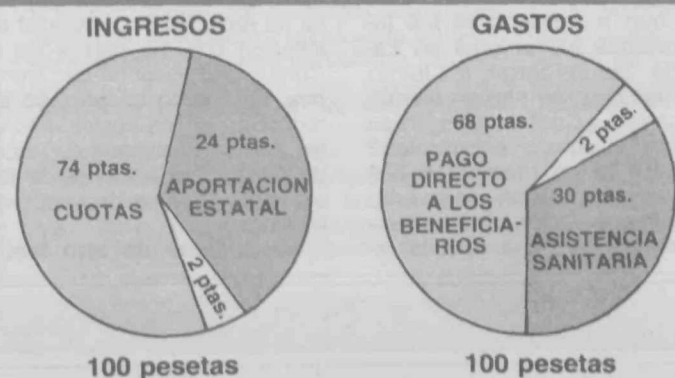 INGRESOS
74 ptas.
CUOTAS
24 ptas.
APORTACION
ESTATAL
2 ptas.
100 pesetas
GASTOS
68 ptas.
PAGO
DIRECTO
A LOS
BENEFICIA-
RIOS
2 ptas.
30 ptas.
ASISTENCIA
SANITARIA
100 pesetas